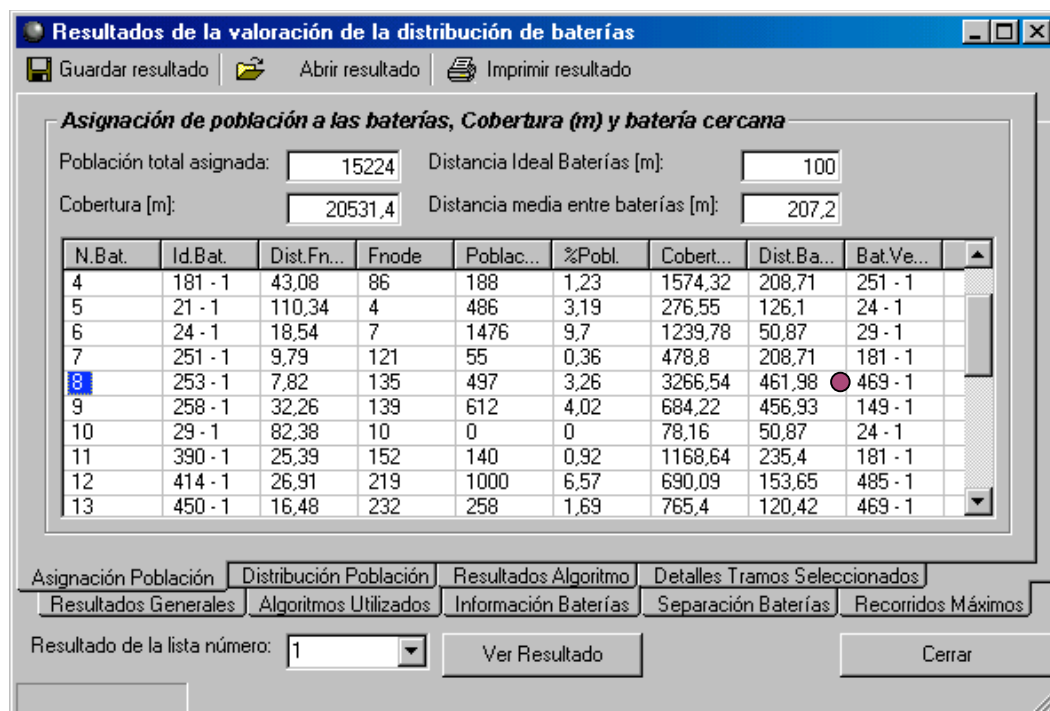 Resultados de la valoración de la distribución de baterías
Guardar resultado Abrir resultado Imprimir resultado
Asignación de población a las baterías, Cobertura (m) y batería cercana
Población total asignada: 15224 Distancia Ideal Baterías [m]: 100
Cobertura [m]: 20531,4 Distancia media entre baterías [m]: 207,2
N.Bat. Id.Bat. Dist.Fn... Fnode Poblac... %Pobl. Cobert... Dist.Ba... Bat.Ve...
4 181 - 1 43,08 86 188 1,23 1574,32 208,71 251 - 1
5 21 - 1 110,34 4 486 3,19 276,55 126,1 24 - 1
6 24 - 1 18,54 7 1476 9,7 1239,78 50,87 29 - 1
7 251 - 1 9,79 121 55 0,36 478,8 208,71 181 - 1
8 253 - 1 7,82 135 497 3,26 3266,54 461,98 469 - 1
9 258 - 1 32,26 139 612 4,02 684,22 456,93 149 - 1
10 29 - 1 82,38 10 0 0 78,16 50,87 24 - 1
11 390 - 1 25,39 152 140 0,92 1168,64 235,4 181 - 1
12 414 - 1 26,91 219 1000 6,57 690,09 153,65 485 - 1
13 450 - 1 16,48 232 258 1,69 765,4 120,42 469 - 1
Asignación Población Distribución Población Resultados Algoritmo Detalles Tramos Seleccionados
Resultados Generales Algoritmos Utilizados Información Baterías Separación Baterías Recorridos Máximos
Resultado de la lista número: 1 Ver Resultado Cerrar